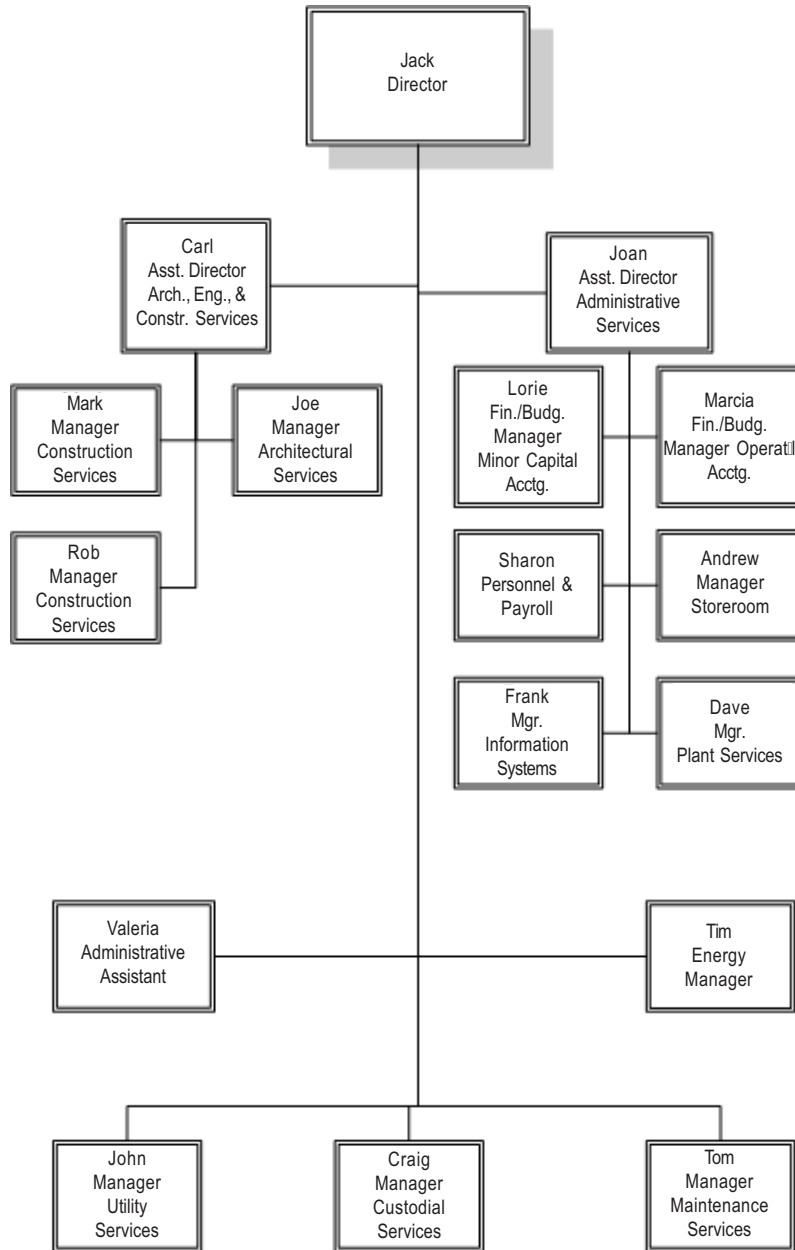 Jack
Director
Carl
Asst. Director
Arch., Eng., &
Constr. Services
Joan
Asst. Director
Administrative
Services
Mark
Manager
Construction
Services
Joe
Manager
Architectural
Services
Lorie
Fin./Budg.
Manager
Minor Capital
Acctg.
Marcia
Fin./Budg.
Manager
Acctg.
Rob
Manager
Construction
Services
Sharon
Personnel &
Payroll
Andrew
Manager
Storeroom
Frank
Mgr.
Information
Systems
Dave
Mgr.
Plant Services
Valeria
Administrative
Assistant
Tim
Energy
Manager
John
Manager
Utility
Services
Craig
Manager
Custodial
Services
Tom
Manager
Maintenance
Services